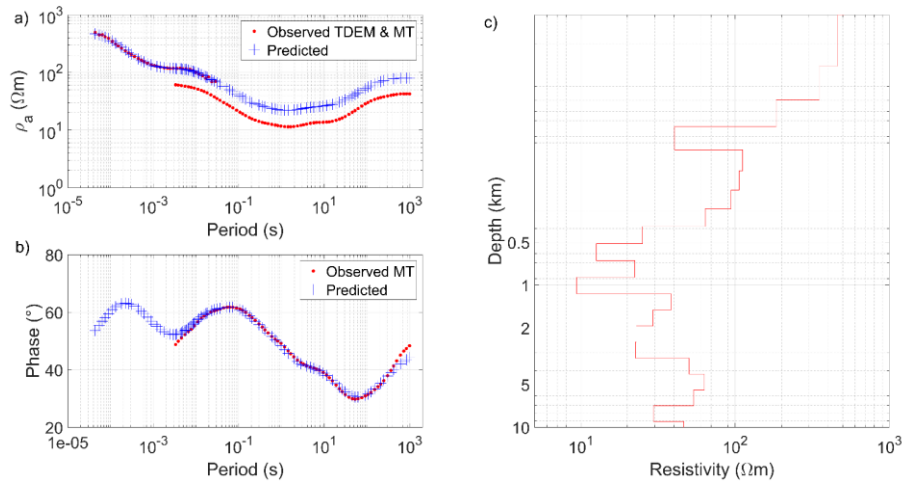 a)
10³
10²
10¹
10⁰
ρₐ (Ωm)
Observed TDEM & MT
Predicted
10⁻⁵
10⁻³
10⁻¹
10¹
10³
Period (s)
b)
80
60
40
20
Phase (°)
Observed MT
Predicted
1e-05
10⁻³
10⁻¹
10¹
10³
Period (s)
c)
Depth (km)
0.5
1
2
5
10
10¹
10²
10³
Resistivity (Ωm)